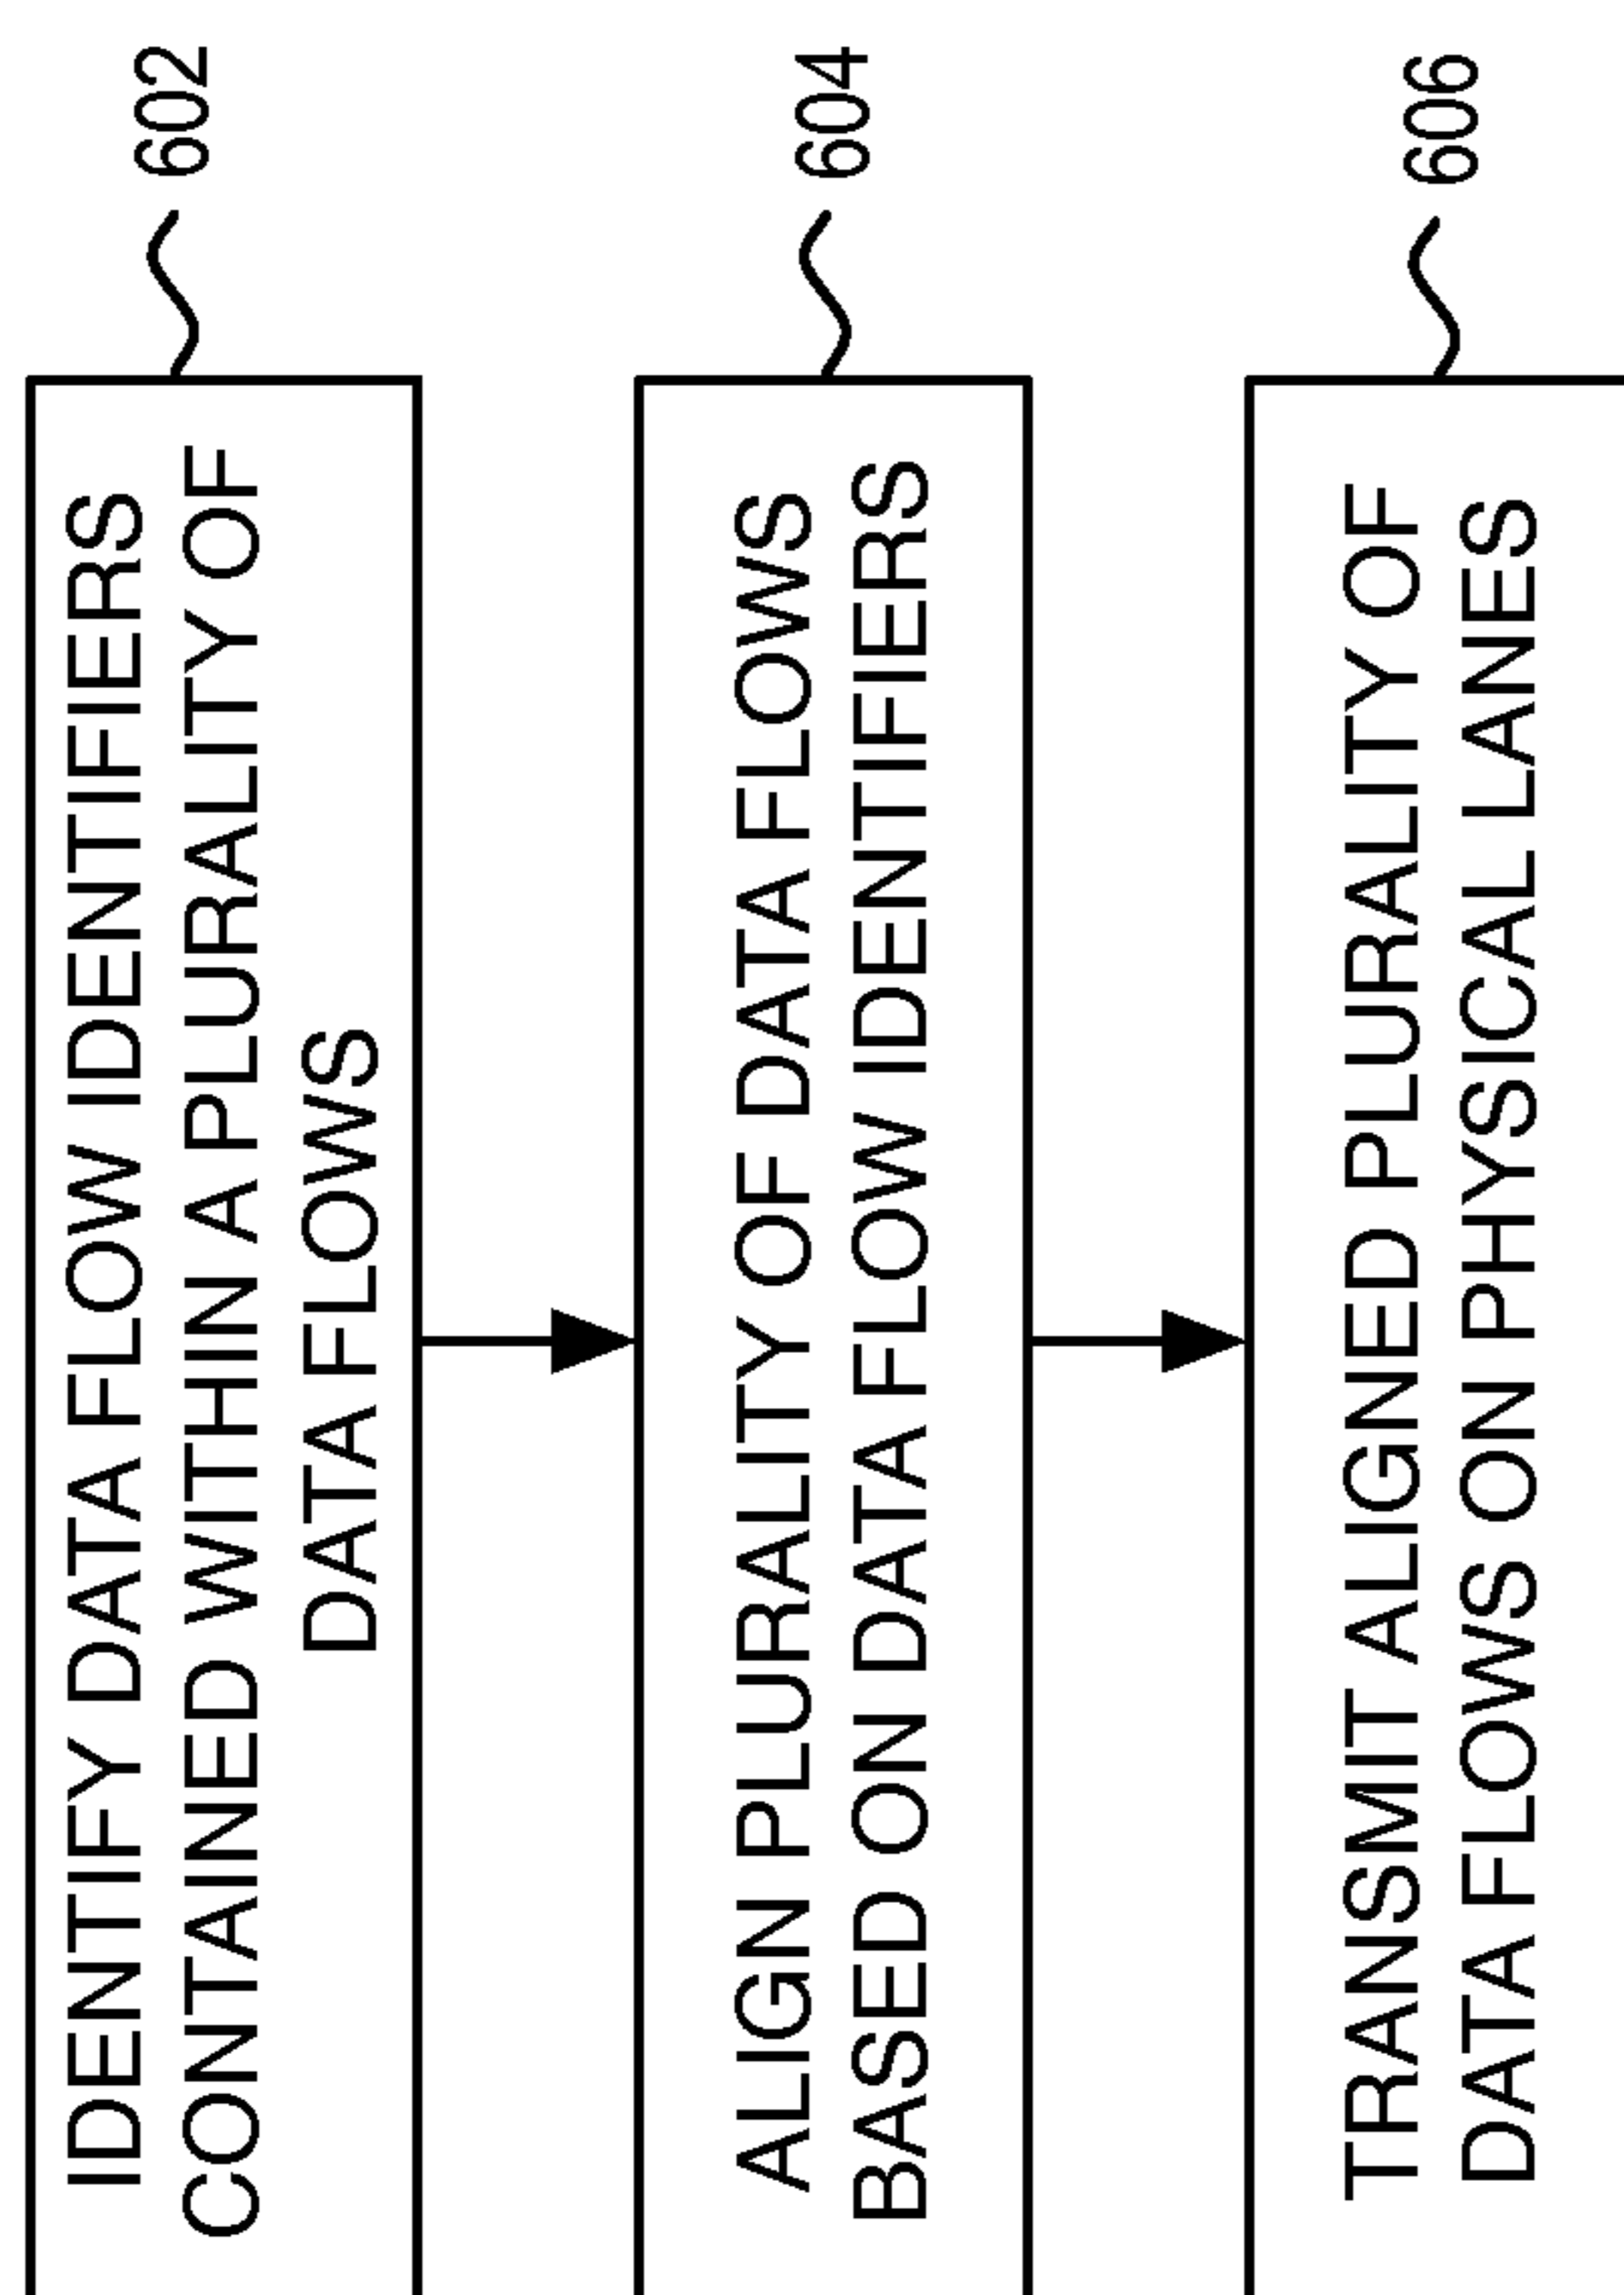 IDENTIFY DATA FLOW IDENTIFIERS
CONTAINED WITHIN A PLURALITY OF
DATA FLOWS
602
ALIGN PLURALITY OF DATA FLOWS
BASED ON DATA FLOW IDENTIFIERS
604
TRANSMIT ALIGNED PLURALITY OF
DATA FLOWS ON PHYSICAL LANES
606